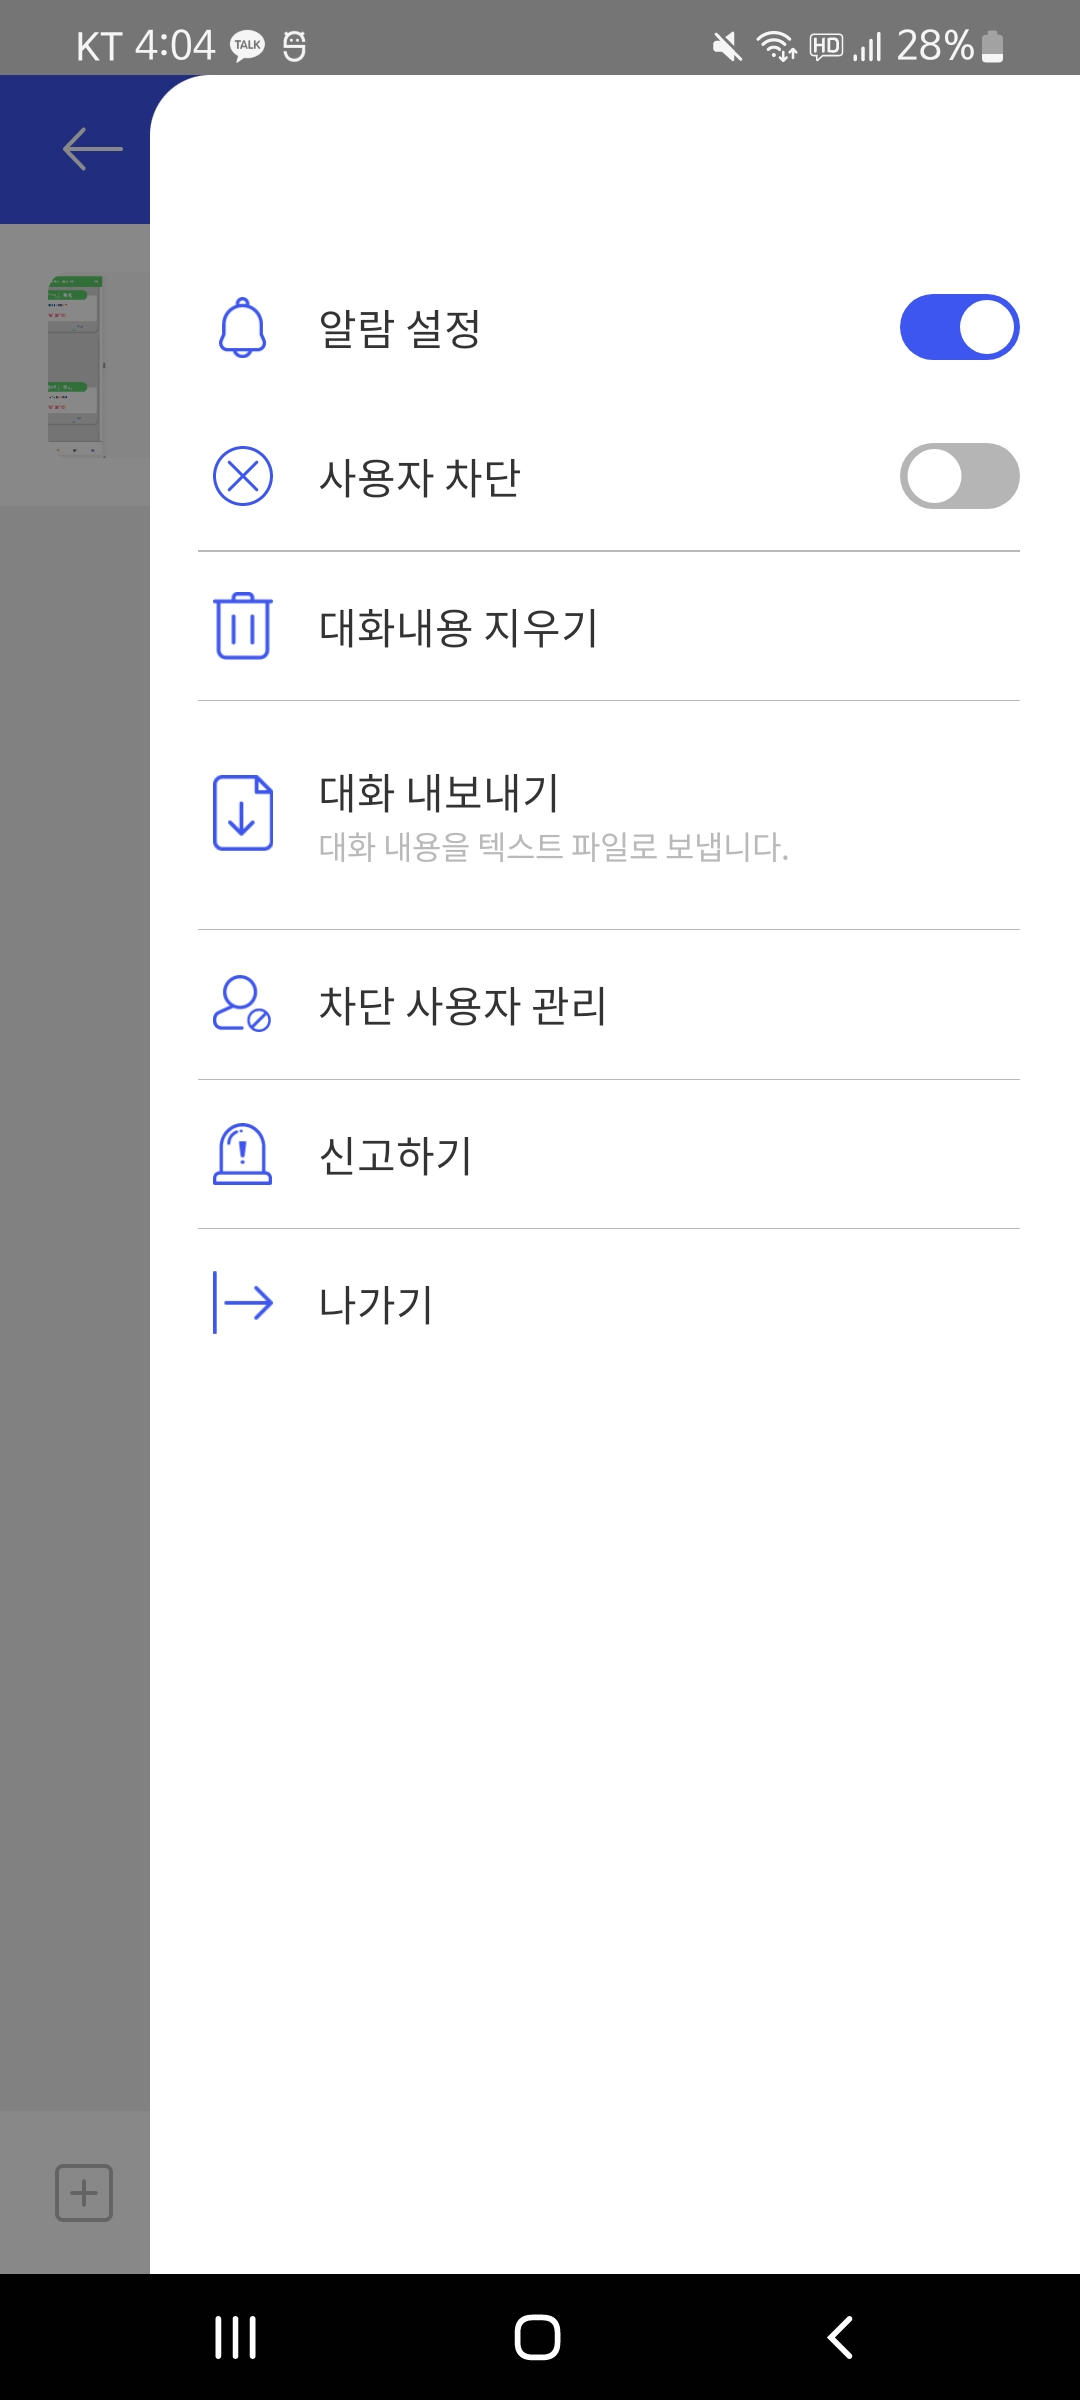 KT 4:04 TALK HD 28%
알람 설정
사용자 차단
대화내용 지우기
대화 내보내기
대화 내용을 텍스트 파일로 보냅니다.
차단 사용자 관리
신고하기
나가기